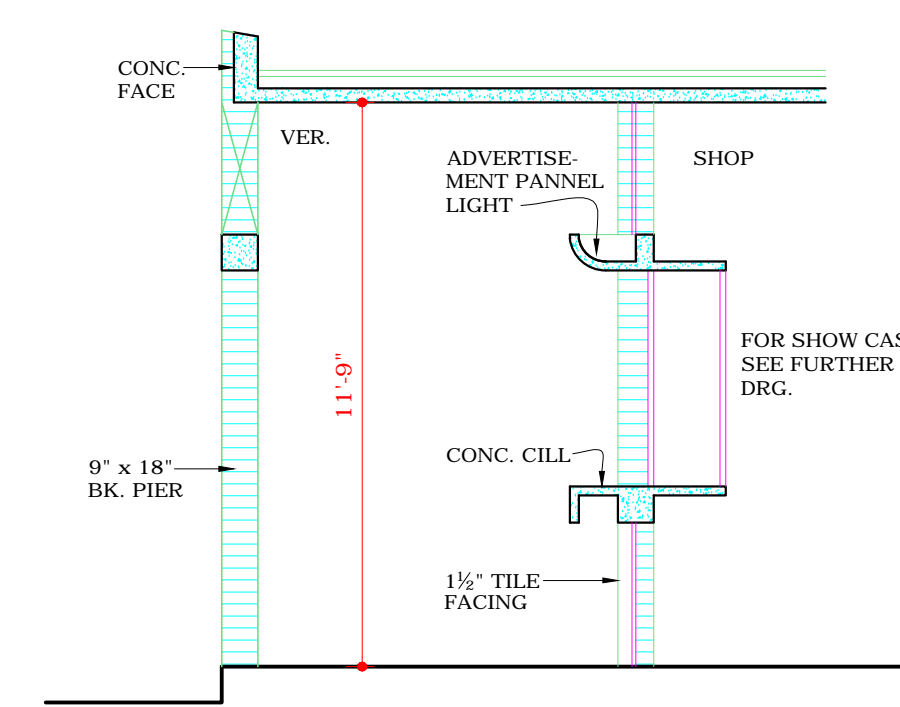 CONC.
FACE
VER.
ADVERTISE-
MENT PANNEL
LIGHT
SHOP
11'-9"
FOR SHOW CAS
SEE FURTHER
DRG.
CONC. CILL
9" x 18"
BK. PIER
1½" TILE
FACING